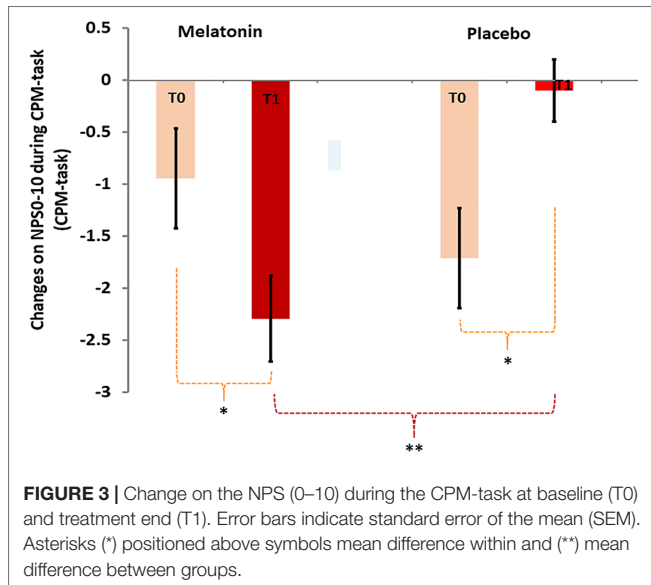 Melatonin
Placebo
0.5
0
-0.5
-1
-1.5
-2
-2.5
-3
Changes on NPS0-10 during CPM-task
(CPM-task)
T0
T1
T0
T1
*
*
**
FIGURE 3 | Change on the NPS (0–10) during the CPM-task at baseline (T0)
and treatment end (T1). Error bars indicate standard error of the mean (SEM).
Asterisks (*) positioned above symbols mean difference within and (**) mean
difference between groups.